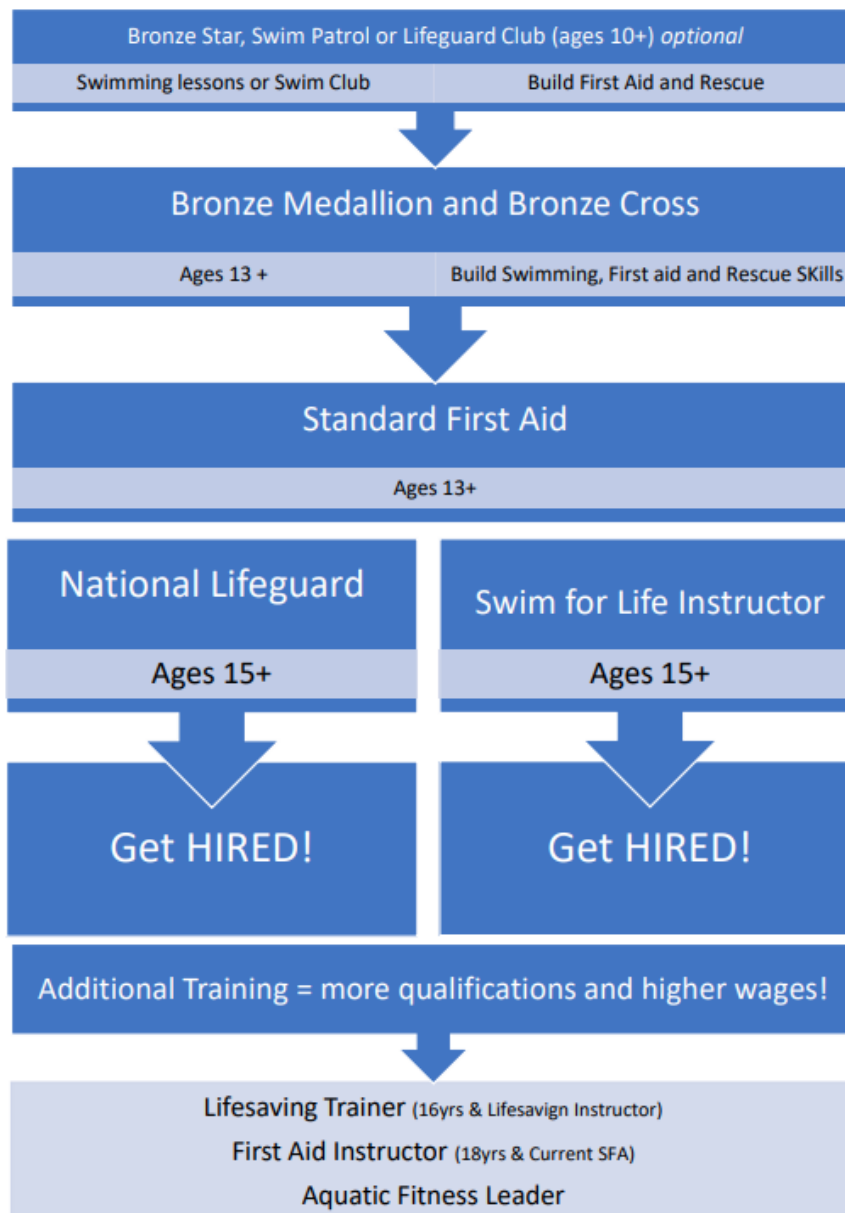 Bronze Star, Swim Patrol or Lifeguard Club (ages 10+) optional
Swimming lessons or Swim Club
Build First Aid and Rescue
Bronze Medallion and Bronze Cross
Ages 13 +
Build Swimming, First aid and Rescue SKills
Standard First Aid
Ages 13+
National Lifeguard
Ages 15+
Get HIRED!
Swim for Life Instructor
Ages 15+
Get HIRED!
Additional Training = more qualifications and higher wages!
Lifesaving Trainer (16yrs & Lifesavign Instructor)
First Aid Instructor (18yrs & Current SFA)
Aquatic Fitness Leader